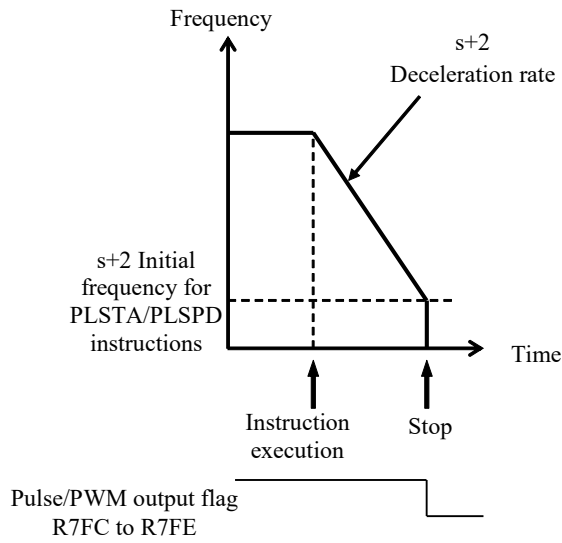 Frequency
s+2
Deceleration rate
s+2 Initial
frequency for
PLSTA/PLSPD
instructions
Time
Instruction
execution
Stop
Pulse/PWM output flag
R7FC to R7FE